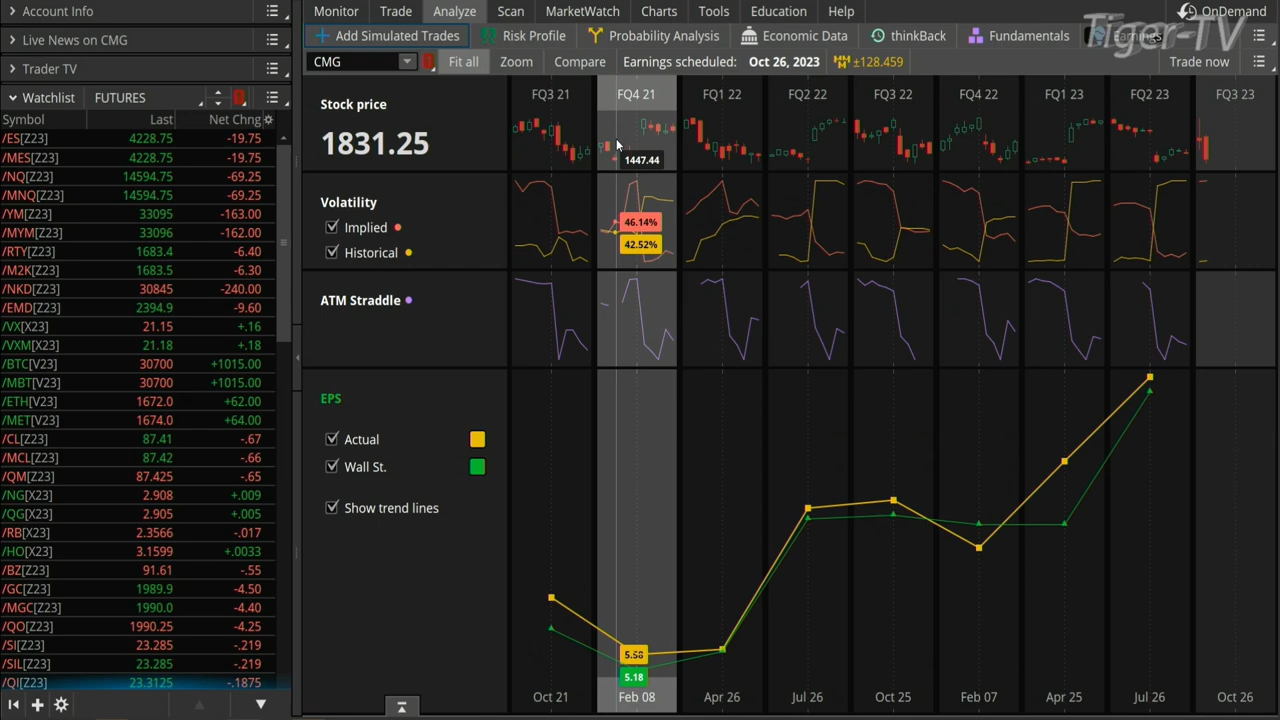 Account Info
Live News on CMG
Trader TV
Watchlist FUTURES
Symbol Last Net Chng
/ES[Z23] 4228.75 -19.75
/MES[Z23] 4228.75 -19.75
/NQ[Z23] 14594.75 -69.25
/MNQ[Z23] 14594.75 -69.25
/YM[Z23] 33095 -163.00
/MYM[Z23] 33096 -162.00
/RTY[Z23] 1683.4 -6.40
/M2K[Z23] 1683.5 -6.30
/NKD[Z23] 30845 -240.00
/EMD[Z23] 2394.9 -9.60
/VX[X23] 21.15 +.16
/VXM[X23] 21.18 +.18
/BTC[V23] 30700 +1015.00
/MBT[V23] 30700 +1015.00
/ETH[V23] 1672.0 +62.00
/MET[V23] 1674.0 +64.00
/CL[Z23] 87.41 -.67
/MCL[Z23] 87.42 -.66
/QM[Z23] 87.425 -.65
/NG[X23] 2.908 +.009
/QG[X23] 2.905 +.005
/RB[X23] 2.3566 -.017
/HO[X23] 3.1599 +.0033
/BZ[Z23] 91.61 -.55
/GC[Z23] 1989.9 -4.50
/MGC[Z23] 1990.0 -4.40
/QO[Z23] 1990.25 -4.25
/SI[Z23] 23.285 -.219
/SIL[Z23] 23.285 -.219
/QI[Z23] 23.3125 -.1875
Monitor Trade Analyze Scan MarketWatch Charts Tools Education Help OnDemand
Tiger-TV
Add Simulated Trades Risk Profile Probability Analysis Economic Data thinkBack Fundamentals Earnings
CMG Fit all Zoom Compare Earnings scheduled: Oct 26, 2023 ±128.459 Trade now
FQ3 21 FQ4 21 FQ1 22 FQ2 22 FQ3 22 FQ4 22 FQ1 23 FQ2 23 FQ3 23
Stock price
1831.25
1447.44
Volatility
Implied
46.14%
Historical
42.52%
ATM Straddle
EPS
Actual
Wall St.
Show trend lines
5.58
5.18
Oct 21 Feb 08 Apr 26 Jul 26 Oct 25 Feb 07 Apr 25 Jul 26 Oct 26